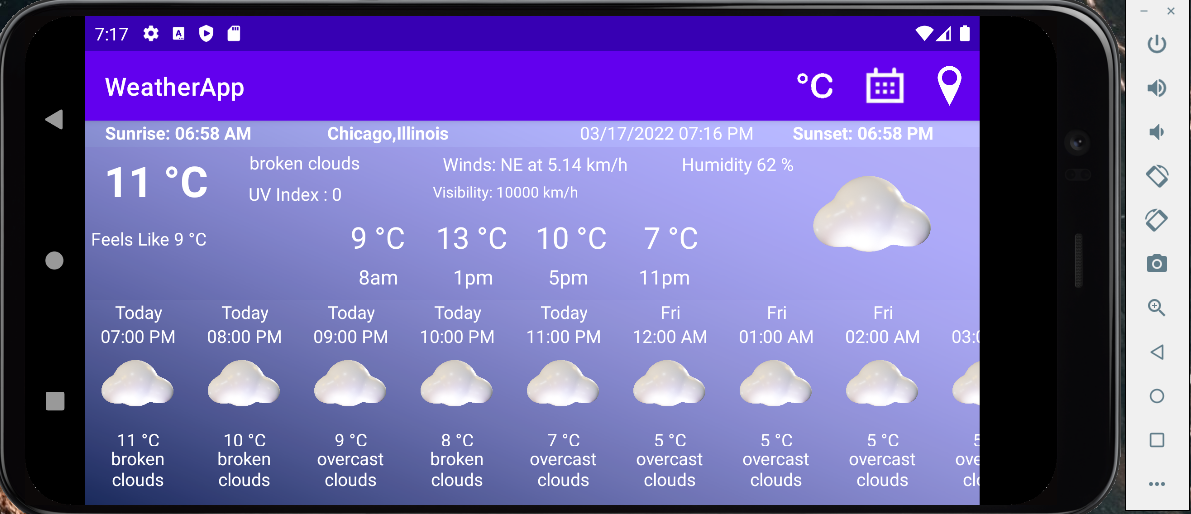 7:17
WeatherApp
°C
Sunrise: 06:58 AM Chicago,Illinois 03/17/2022 07:16 PM Sunset: 06:58 PM
11 °C broken clouds Winds: NE at 5.14 km/h Humidity 62 %
UV Index : 0 Visibility: 10000 km/h
Feels Like 9 °C 9 °C 13 °C 10 °C 7 °C
8am 1pm 5pm 11pm
Today Today Today Today Today Fri Fri Fri
07:00 PM 08:00 PM 09:00 PM 10:00 PM 11:00 PM 12:00 AM 01:00 AM 02:00 AM 03:0
11 °C 10 °C 9 °C 8 °C 7 °C 5 °C 5 °C 5 °C 5
broken broken overcast broken overcast overcast overcast overcast ove
clouds clouds clouds clouds clouds clouds clouds clouds cl